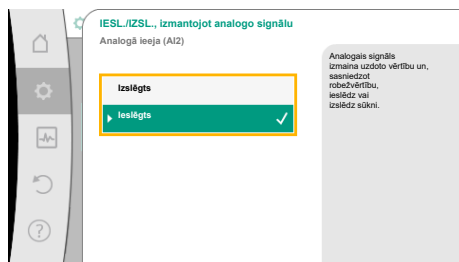 IESL./IZSL., izmantojot analogo signālu
Analogā ieeja (AI2)
Izslēgts
Ieslēgts
Analogais signāls
izmaina uzdoto vērtību un,
sasniedzot
robežvērtību,
ieslēdz vai
izslēdz sūkni.